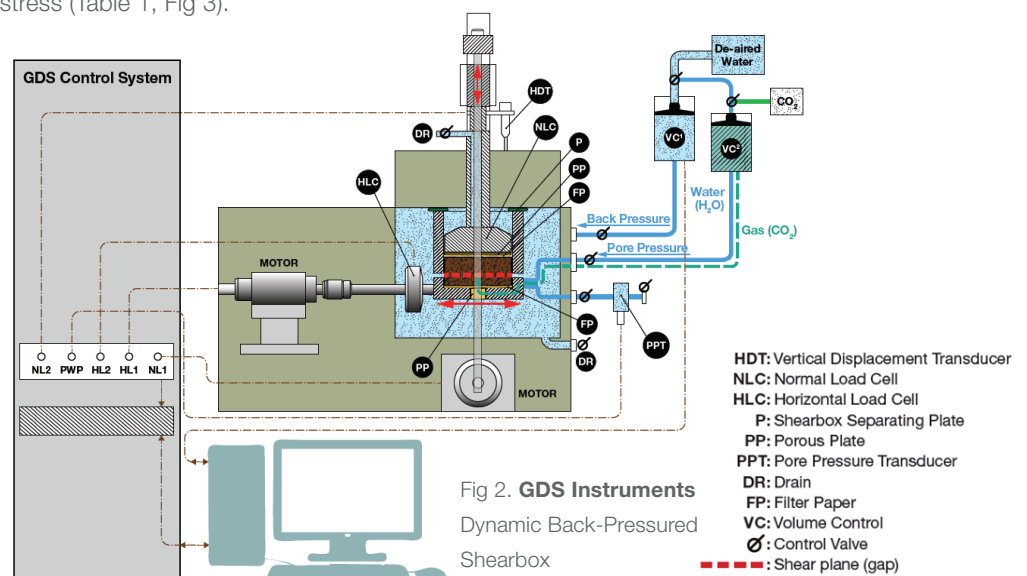 stress (Table 1, Fig 3).
GDS Control System
De-aired
Water
CO₂
HDT
DR
NLC
P
VC¹
VC²
PP
HLC
FP
Water
(H₂O)
Back Pressure
Gas (CO₂)
Pore Pressure
MOTOR
FP
PPT
PP
DR
NL2 PWP HL2 HL1 NL1
MOTOR
HDT: Vertical Displacement Transducer
NLC: Normal Load Cell
HLC: Horizontal Load Cell
P: Shearbox Separating Plate
PP: Porous Plate
PPT: Pore Pressure Transducer
DR: Drain
FP: Filter Paper
VC: Volume Control
: Control Valve
: Shear plane (gap)
Fig 2. GDS Instruments
Dynamic Back-Pressured
Shearbox